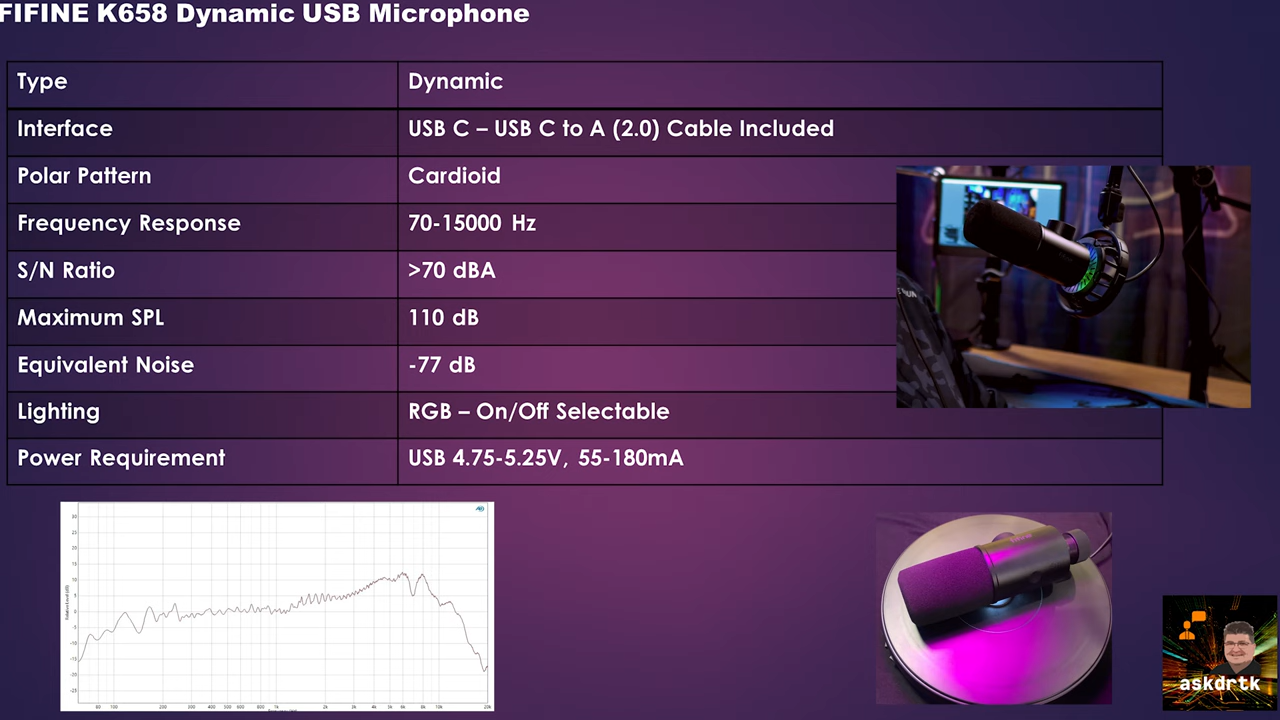 FIFINE K658 Dynamic USB Microphone
Type Dynamic
Interface USB C – USB C to A (2.0) Cable Included
Polar Pattern Cardioid
Frequency Response 70-15000 Hz
S/N Ratio >70 dBA
Maximum SPL 110 dB
Equivalent Noise -77 dB
Lighting RGB – On/Off Selectable
Power Requirement USB 4.75-5.25V, 55-180mA
askdrtk